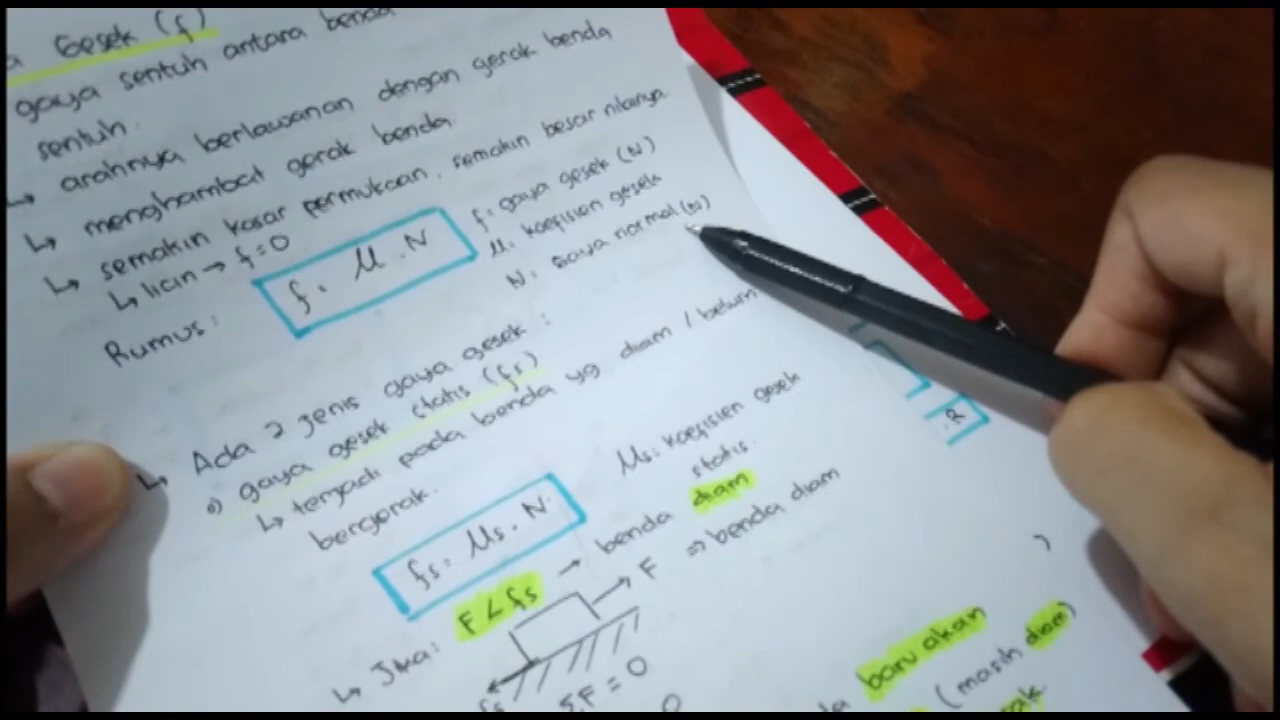 Gesek (f)
gaya sentuh antara benda
sentuh.
↳ arahnya berlawanan dengan gerak benda
↳ menghambat gerak benda.
↳ semakin kasar permukaan, semakin besar nilainya
↳ licin → f = 0
Rumus :
f = μ . N
f = gaya gesek (N)
μ = koefisien gesek
N = Gaya normal (N)
↳ Ada 2 jenis gaya gesek :
gaya gesek statis (fs)
↳ terjadi pada benda yg diam / belum
bergerak.
fs = μs . N
μs = koefisien gesek
statis.
↳ Jika : F < fs → benda diam
F ⇒ benda diam
fs
ΣF = 0
0
. R
baru akan
(masih diam)